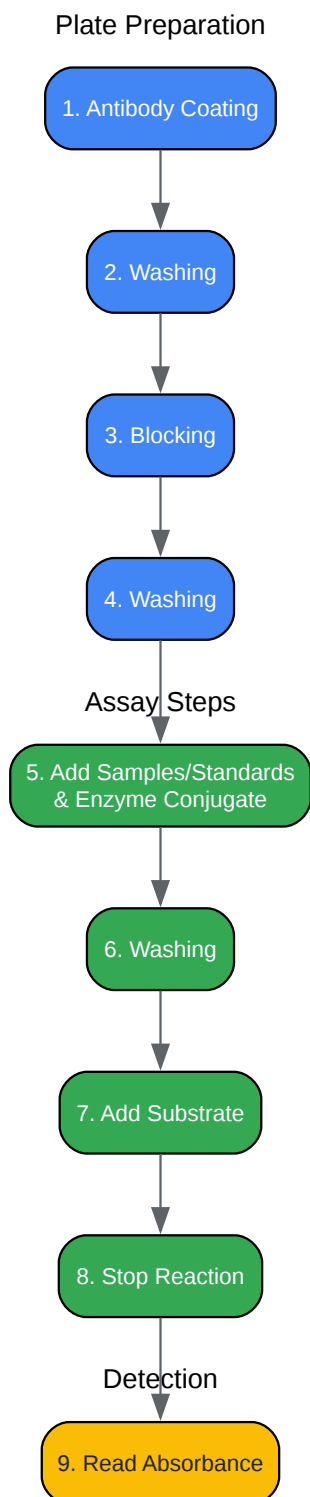 Plate Preparation
1. Antibody Coating
2. Washing
3. Blocking
4. Washing
Assay Steps
5. Add Samples/Standards
& Enzyme Conjugate
6. Washing
7. Add Substrate
8. Stop Reaction
Detection
9. Read Absorbance